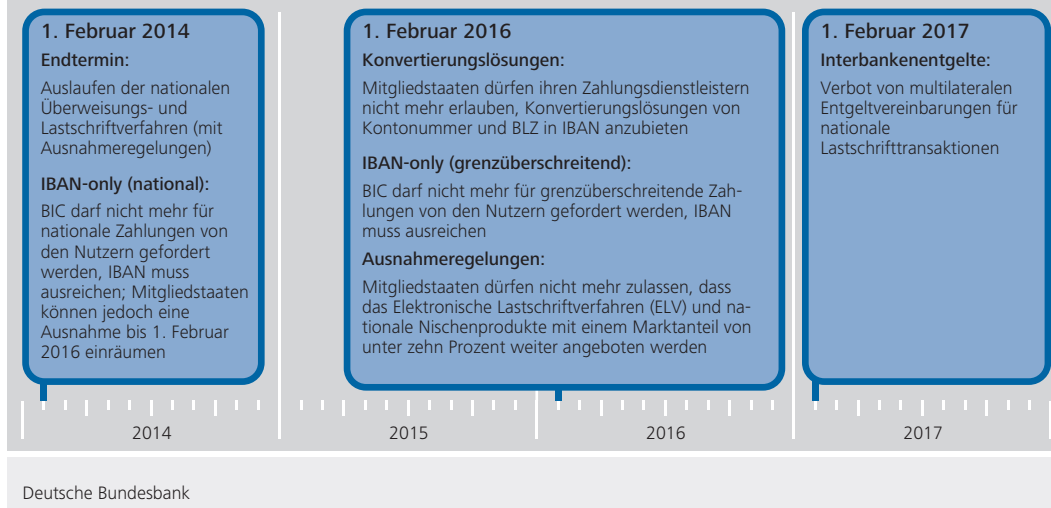 1. Februar 2014
Endtermin:
Auslaufen der nationalen
Überweisungs- und
Lastschriftverfahren (mit
Ausnahmeregelungen)
IBAN-only (national):
BIC darf nicht mehr für
nationale Zahlungen von
den Nutzern gefordert
werden, IBAN muss
ausreichen; Mitgliedstaaten
können jedoch eine
Ausnahme bis 1. Februar
2016 einräumen
1. Februar 2016
Konvertierungslösungen:
Mitgliedstaaten dürfen ihren Zahlungsdienstleistern
nicht mehr erlauben, Konvertierungslösungen von
Kontonummer und BLZ in IBAN anzubieten
IBAN-only (grenzüberschreitend):
BIC darf nicht mehr für grenzüberschreitende Zah-
lungen von den Nutzern gefordert werden, IBAN
muss ausreichen
Ausnahmeregelungen:
Mitgliedstaaten dürfen nicht mehr zulassen, dass
das Elektronische Lastschriftverfahren (ELV) und na-
tionale Nischenprodukte mit einem Marktanteil von
unter zehn Prozent weiter angeboten werden
1. Februar 2017
Interbankenentgelte:
Verbot von multilateralen
Entgeltvereinbarungen für
nationale
Lastschrifttransaktionen
2014
2015
2016
2017
Deutsche Bundesbank